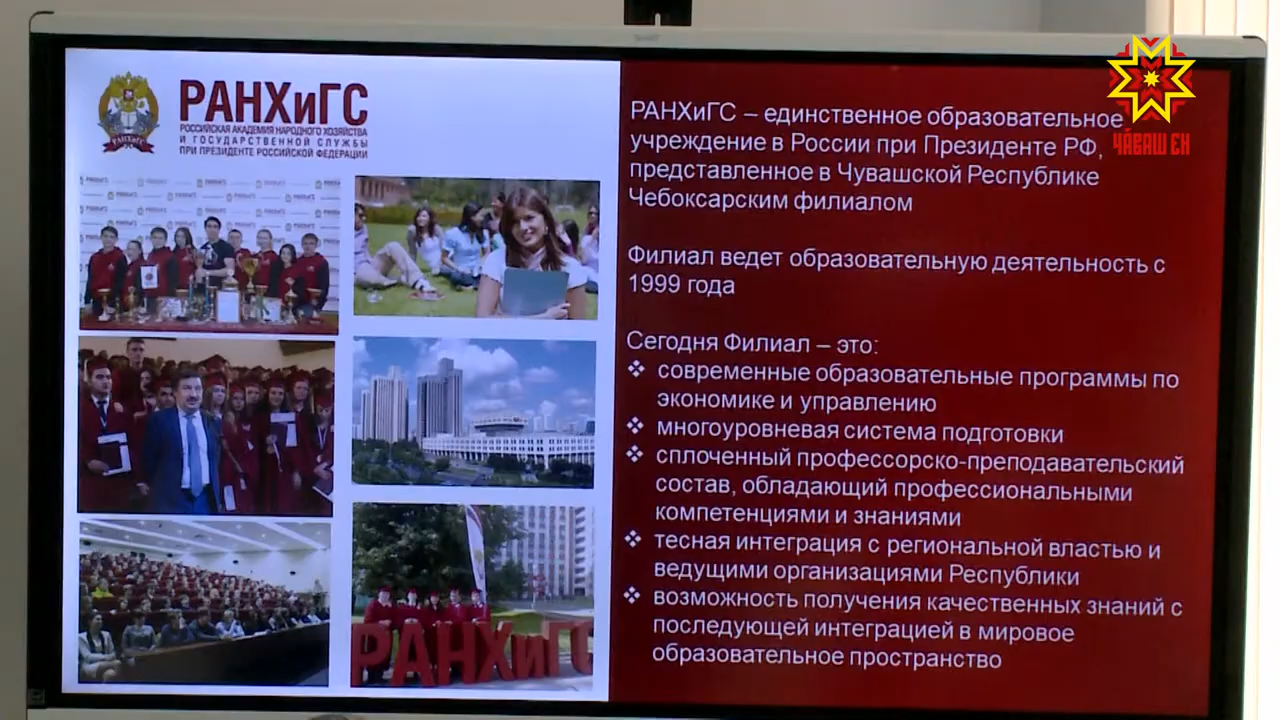 РАНХиГС
РОССИЙСКАЯ АКАДЕМИЯ НАРОДНОГО ХОЗЯЙСТВА
И ГОСУДАРСТВЕННОЙ СЛУЖБЫ
ПРИ ПРЕЗИДЕНТЕ РОССИЙСКОЙ ФЕДЕРАЦИИ
РАНХиГС
РАНХиГС
РАНХиГС
ЧӐВАШ ЕН
РАНХиГС – единственное образовательное
учреждение в России при Президенте РФ,
представленное в Чувашской Республике
Чебоксарским филиалом
Филиал ведет образовательную деятельность с
1999 года
Сегодня Филиал – это:
❖ современные образовательные программы по
экономике и управлению
❖ многоуровневая система подготовки
❖ сплоченный профессорско-преподавательский
состав, обладающий профессиональными
компетенциями и знаниями
❖ тесная интеграция с региональной властью и
ведущими организациями Республики
❖ возможность получения качественных знаний с
последующей интеграцией в мировое
образовательное пространство